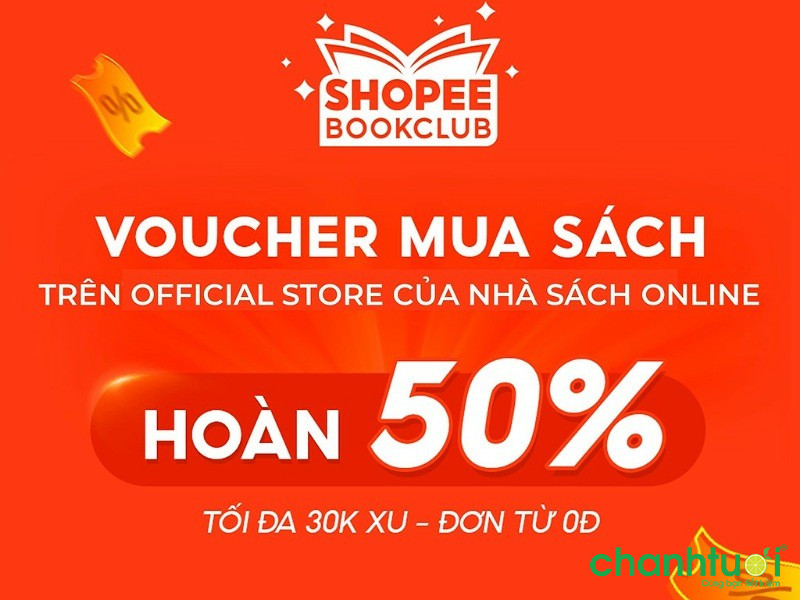 SHOPEE
BOOKCLUB
VOUCHER MUA SÁCH
TRÊN OFFICIAL STORE CỦA NHÀ SÁCH ONLINE
HOÀN 50%
TỐI ĐA 30K XU - ĐƠN TỪ 0Đ
%
chanhtươi